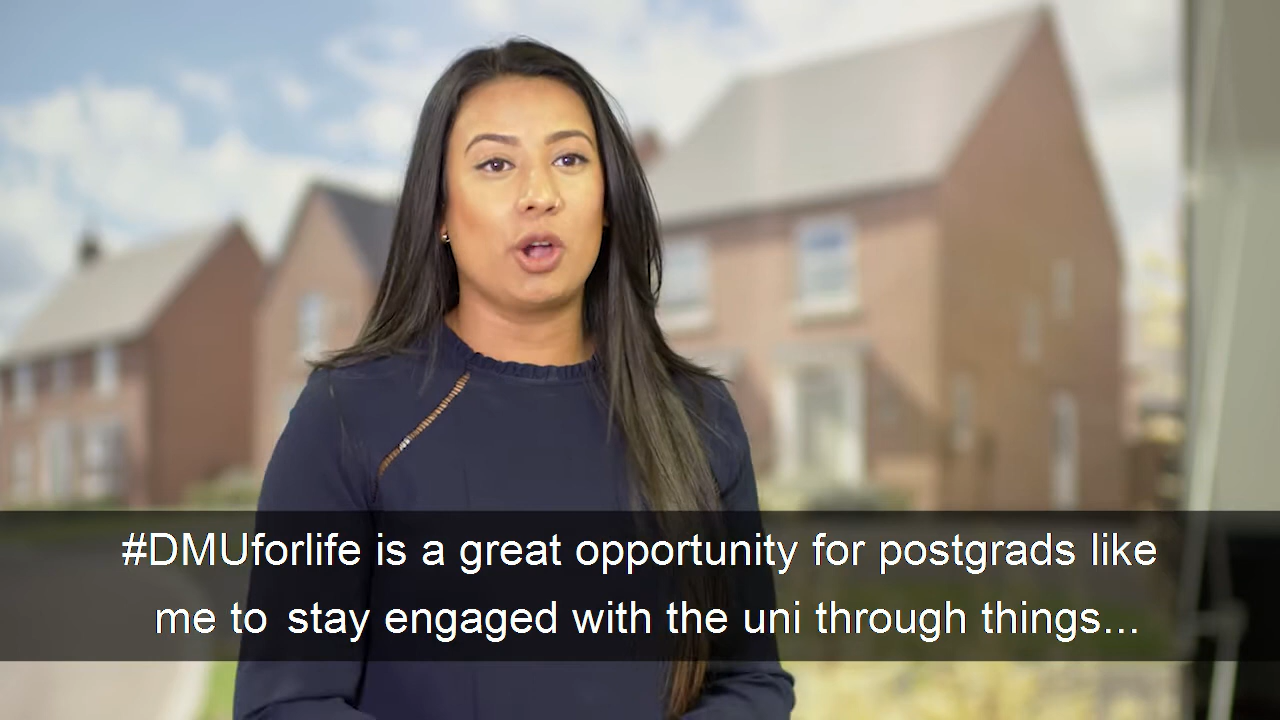 #DMUforlife is a great opportunity for postgrads like
me to stay engaged with the uni through things...